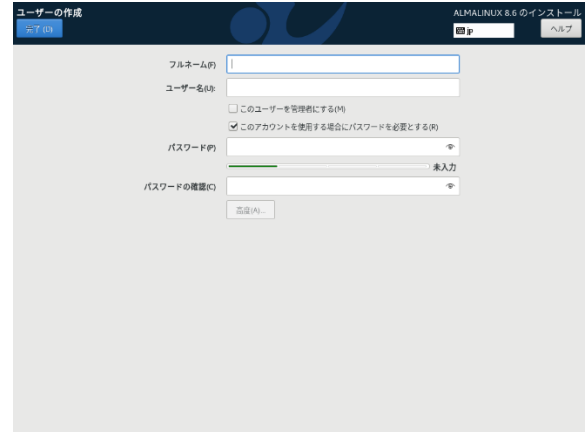 ユーザーの作成
ALMALINUX 8.6 のインストール
完了(D)
jp
ヘルプ
フルネーム(F)
ユーザー名(U):
このユーザーを管理者にする(M)
このアカウントを使用する場合にパスワードを必要とする(R)
パスワード(P)
未入力
パスワードの確認(C)
高度(A)...